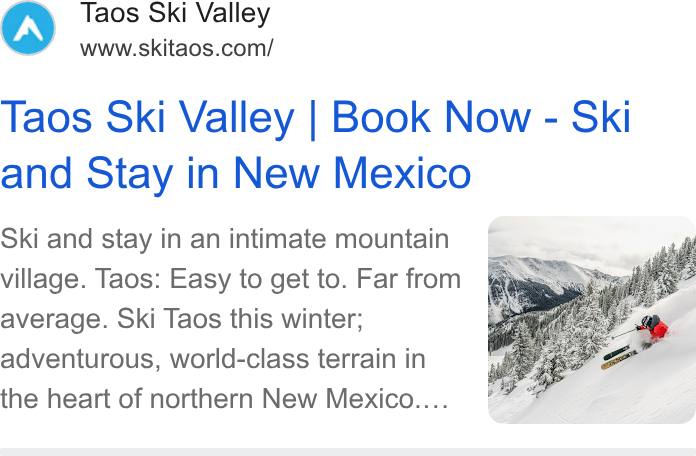 Taos Ski Valley
www.skitaos.com/
Taos Ski Valley | Book Now - Ski
and Stay in New Mexico
Ski and stay in an intimate mountain
village. Taos: Easy to get to. Far from
average. Ski Taos this winter;
adventurous, world-class terrain in
the heart of northern New Mexico....